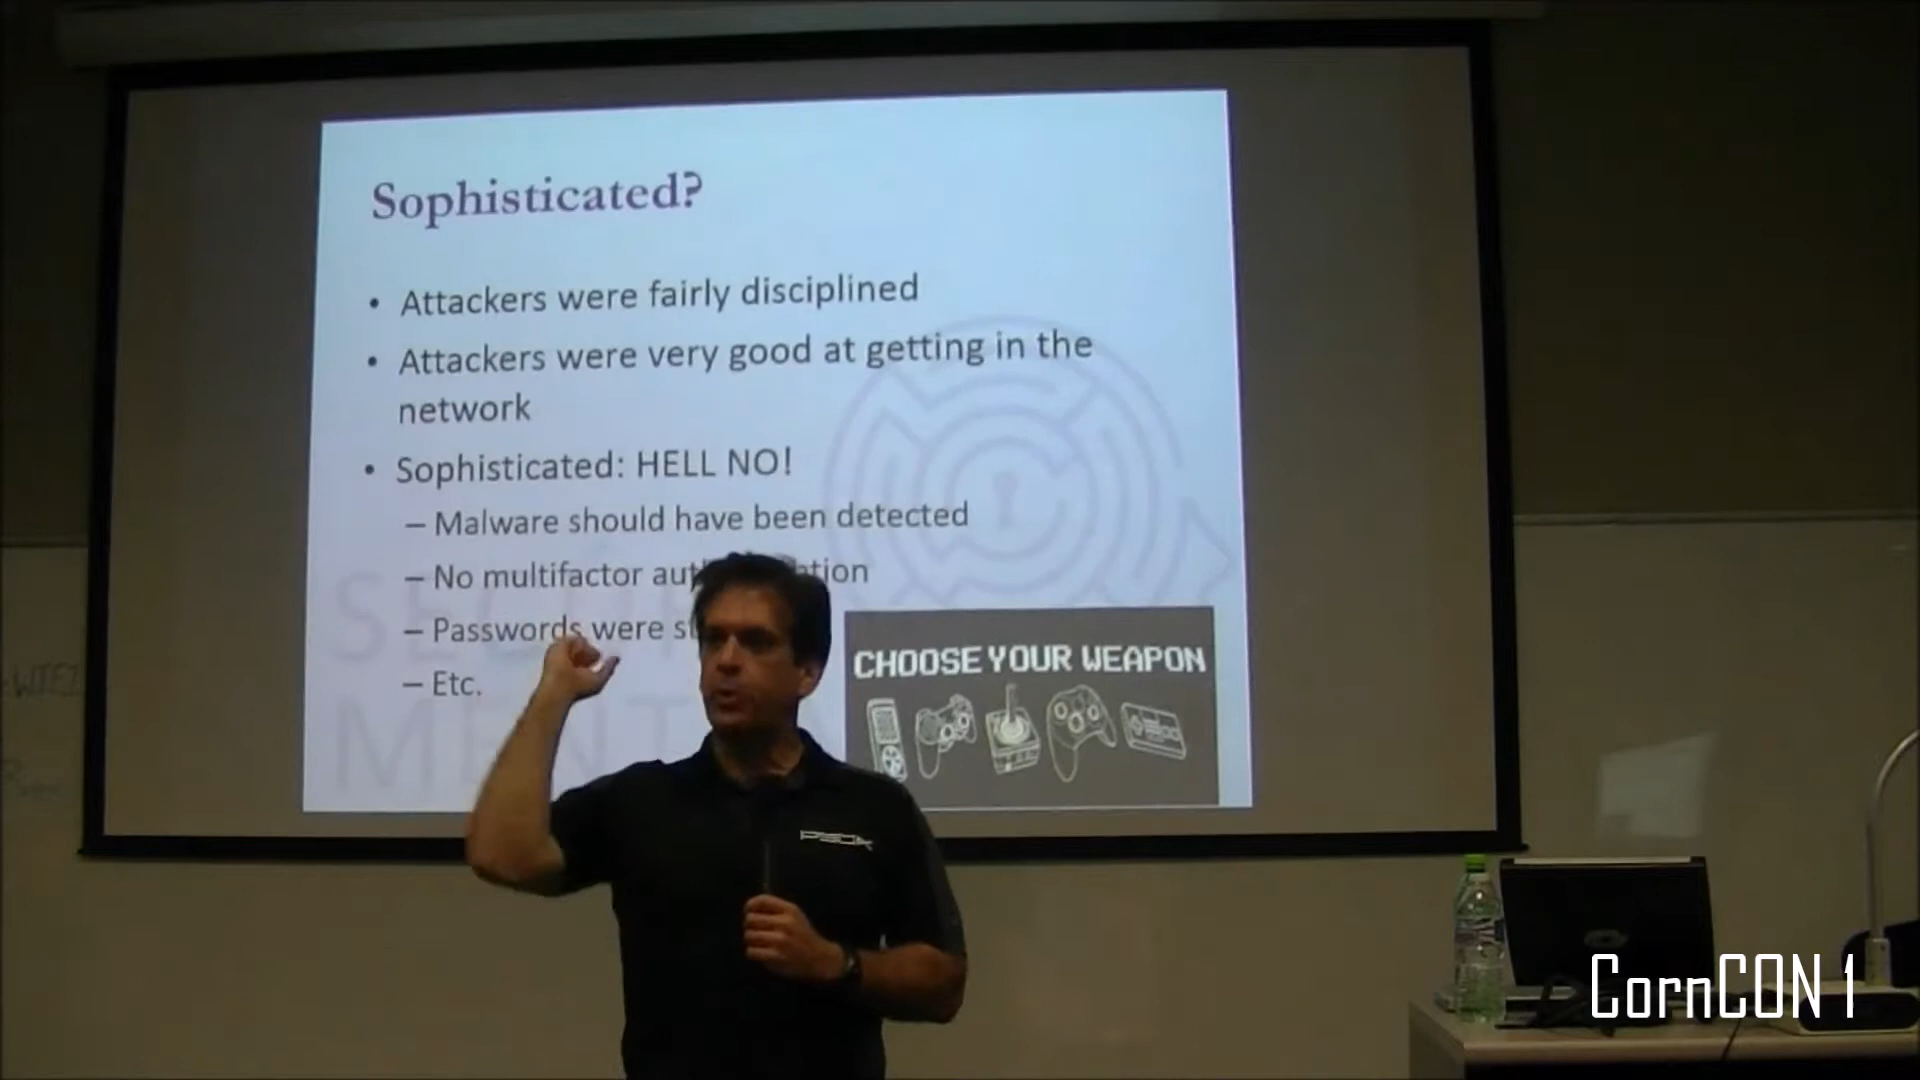 Sophisticated?
• Attackers were fairly disciplined
• Attackers were very good at getting in the
network
• Sophisticated: HELL NO!
– Malware should have been detected
– No multifactor
– Passwords were
– Etc.
CHOOSE YOUR WEAPON
CornCON 1